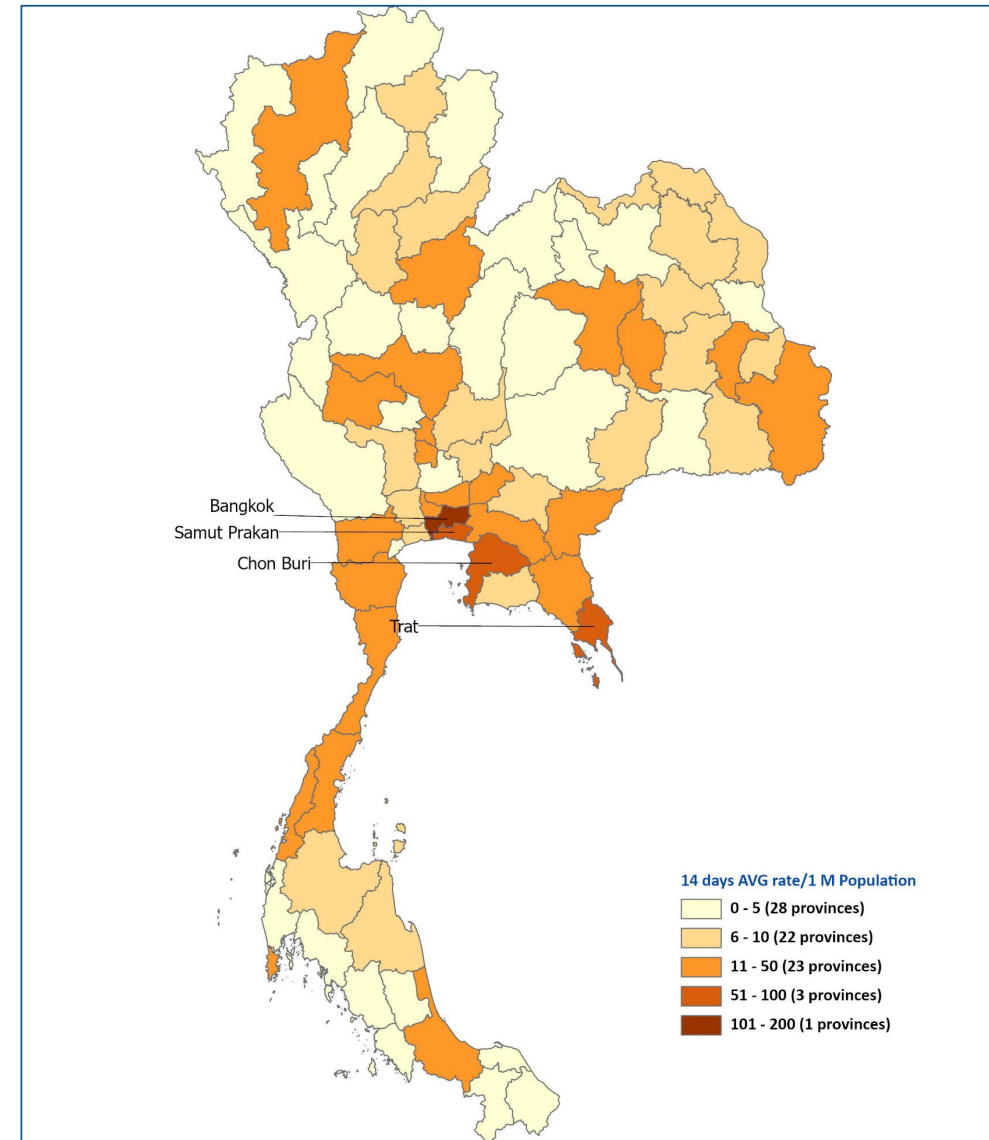 Bangkok
Samut Prakan
Chon Buri
Trat
14 days AVG rate/1 M Population
0 - 5 (28 provinces)
6 - 10 (22 provinces)
11 - 50 (23 provinces)
51 - 100 (3 provinces)
101 - 200 (1 provinces)